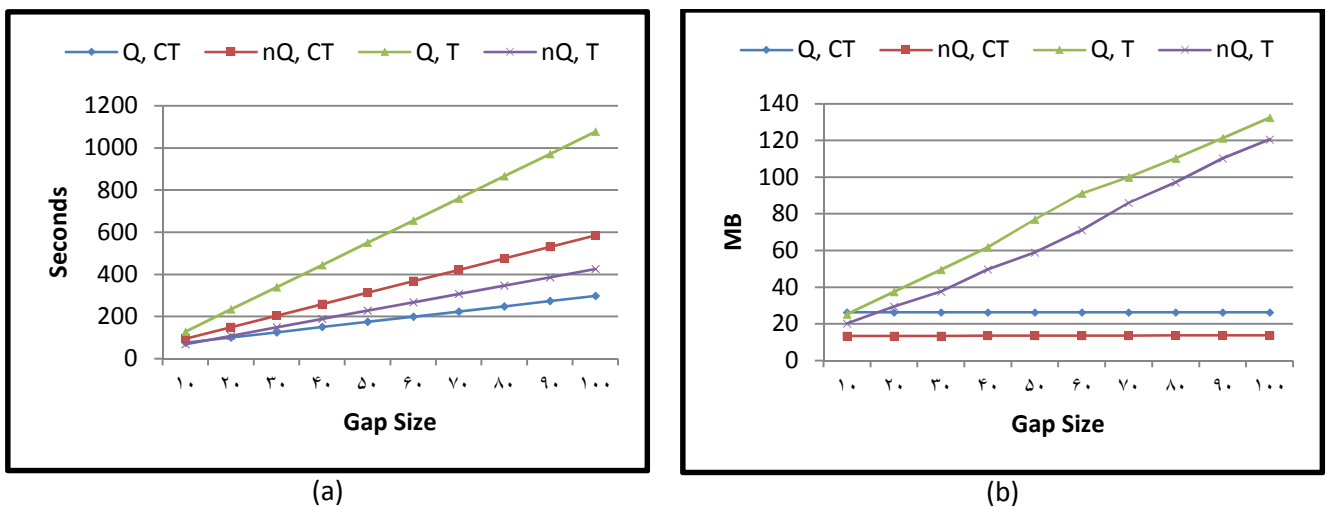 Q, CT nQ, CT Q, T nQ, T
Seconds
1200
1000
800
600
400
200
0
۱۰ ۲۰ ۳۰ ۴۰ ۵۰ ۶۰ ۷۰ ۸۰ ۹۰ ۱۰۰
Gap Size
(a)
Q, CT nQ, CT Q, T nQ, T
MB
140
120
100
80
60
40
20
0
۱۰ ۲۰ ۳۰ ۴۰ ۵۰ ۶۰ ۷۰ ۸۰ ۹۰ ۱۰۰
Gap Size
(b)